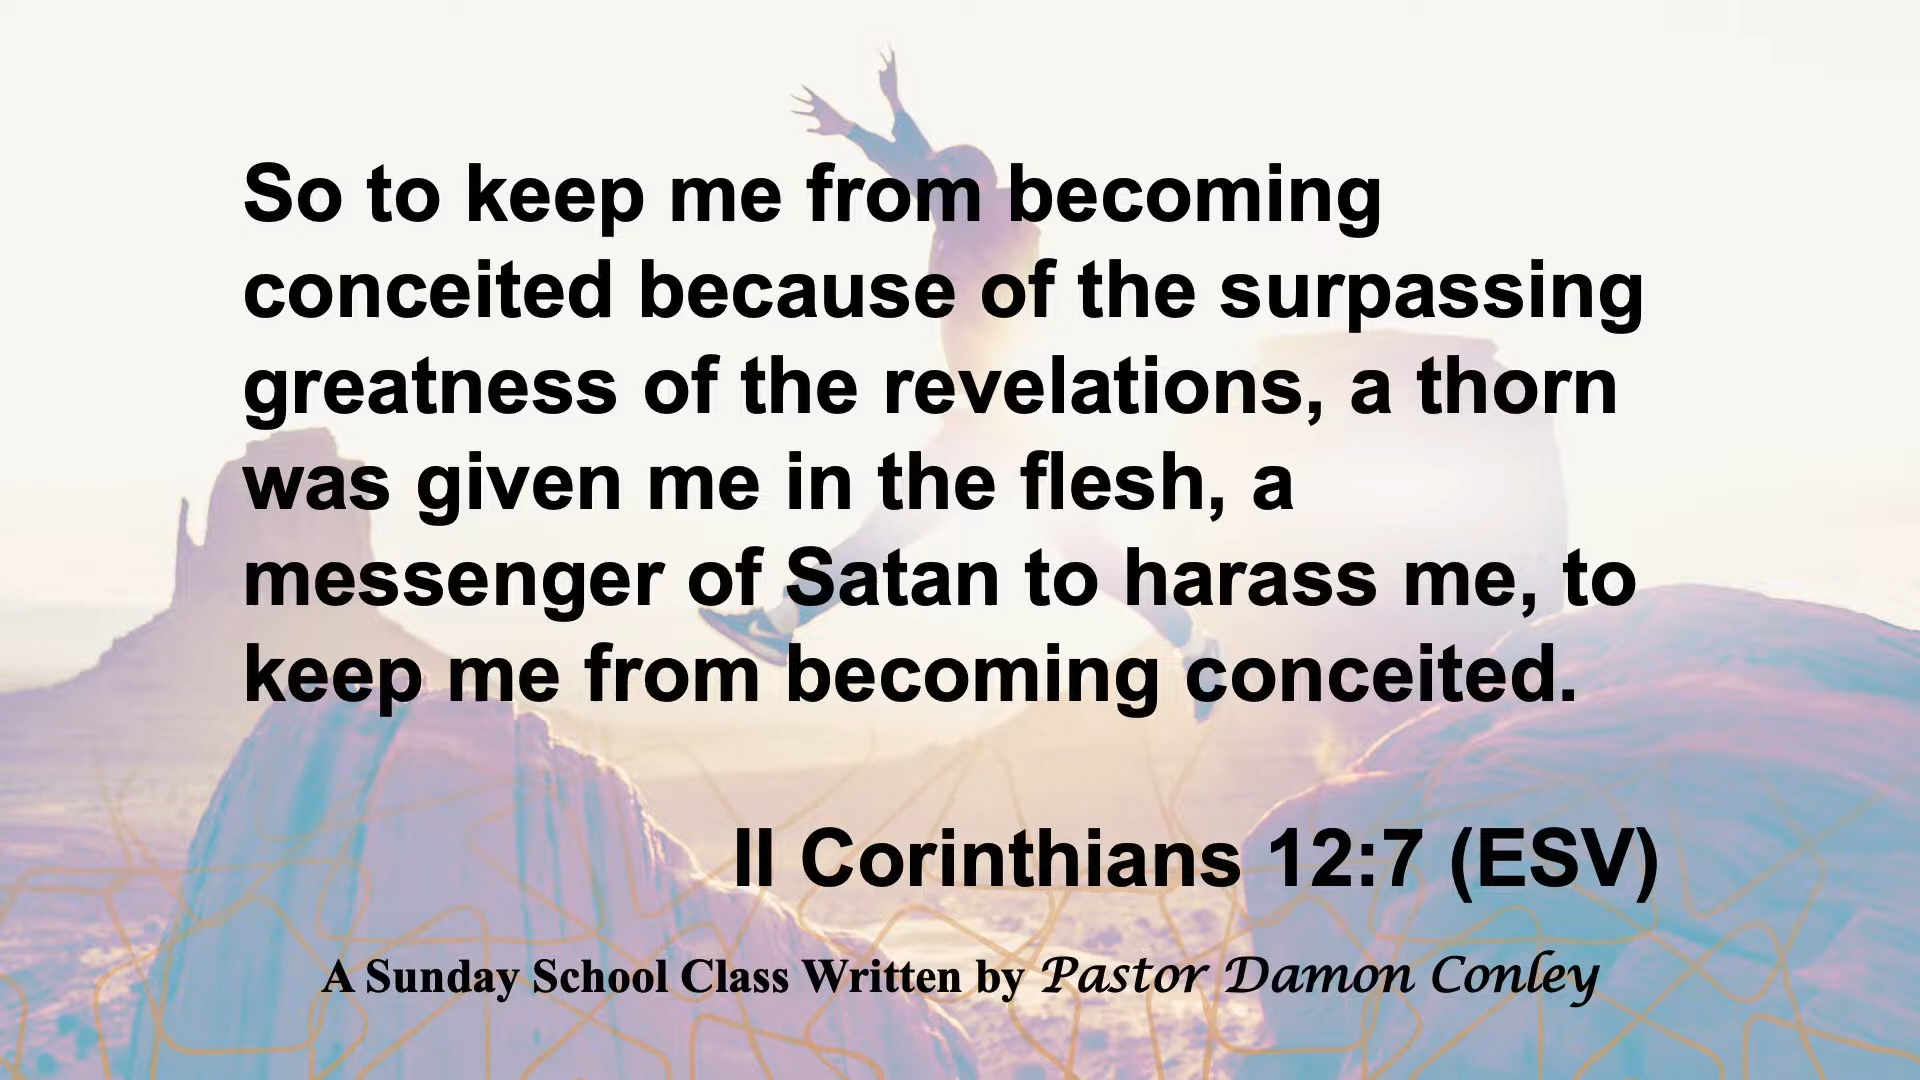 So to keep me from becoming
conceited because of the surpassing
greatness of the revelations, a thorn
was given me in the flesh, a
messenger of Satan to harass me, to
keep me from becoming conceited.
II Corinthians 12:7 (ESV)
A Sunday School Class Written by Pastor Damon Conley